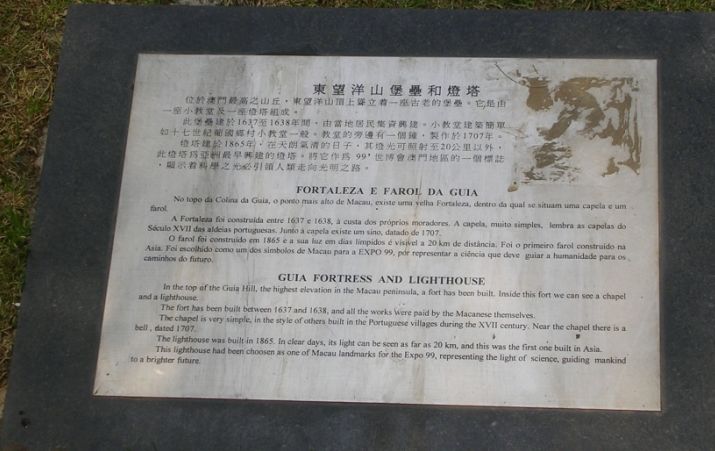 東望洋山堡壘和燈塔
位於澳門最高之山丘，東望洋山頂上聳立着一座古老的堡壘。它是由
一座小教堂及一座燈塔組成。
此堡壘建於1637至1638年間，由當地居民集資興建。小教堂建築簡單
如十七世紀葡國鄉村小教堂一般。教堂的旁邊有一個鐘，製作於1707年。
燈塔建於1865年，在天朗氣清的日子，其燈光可照射至20公里以外，
此燈塔爲亞洲最早興建的燈塔。將它作爲 99’世博會澳門地區的一個標誌
，顯示着科學之光必引領人類走向光明之路。
FORTALEZA E FAROL DA GUIA
No topo da Colina da Guia, o ponto mais alto de Macau, existe uma velha Fortaleza, dentro da qual se situam uma capela e um
farol.
A Fortaleza foi construída entre 1637 e 1638, à custa dos próprios moradores. A capela, muito simples, lembra as capelas do
Século XVII das aldeias portuguesas. Junto à capela existe um sino, datado de 1707.
O farol foi construído em 1865 e a sua luz em dias límpidos é visível a 20 km de distância. Foi o primeiro farol construído na
Asia. Foi escolhido como um dos símbolos de Macau para a EXPO 99, por representar a ciência que deve guiar a humanidade para os
caminhos do futuro.
GUIA FORTRESS AND LIGHTHOUSE
In the top of the Guia Hill, the highest elevation in the Macau peninsula, a fort has been built. Inside this fort we can see a chapel
and a lighthouse.
The fort has been built between 1637 and 1638, and all the works were paid by the Macanese themselves.
The chapel is very simple, in the style of others built in the Portuguese villages during the XVII century. Near the chapel there is a
bell , dated 1707.
The lighthouse was built in 1865. In clear days, its light can be seen as far as 20 km, and this was the first one built in Asia.
This lighthouse had been choosen as one of Macau landmarks for the Expo 99, representing the light of science, guiding mankind
to a brighter future.